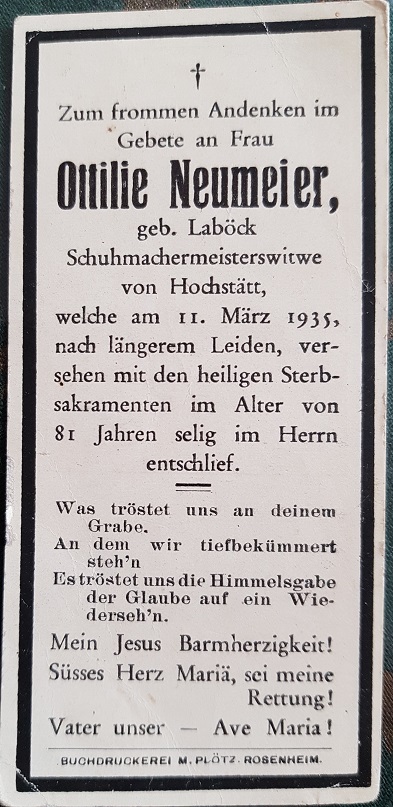 †
Zum frommen Andenken im
Gebete an Frau
Ottilie Neumeier,
geb. Laböck
Schuhmachermeisterswitwe
von Hochstätt,
welche am 11. März 1935,
nach längerem Leiden, ver-
sehen mit den heiligen Sterb-
sakramenten im Alter von
81 Jahren selig im Herrn
entschlief.
Was tröstet uns an deinem
Grabe.
An dem wir tiefbekümmert
steh'n
Es tröstet uns die Himmelsgabe
der Glaube auf ein Wie-
derseh'n.
Mein Jesus Barmherzigkeit!
Süsses Herz Mariä, sei meine
Rettung!
Vater unser — Ave Maria!
BUCHDRUCKEREI M. PLÖTZ. ROSENHEIM.